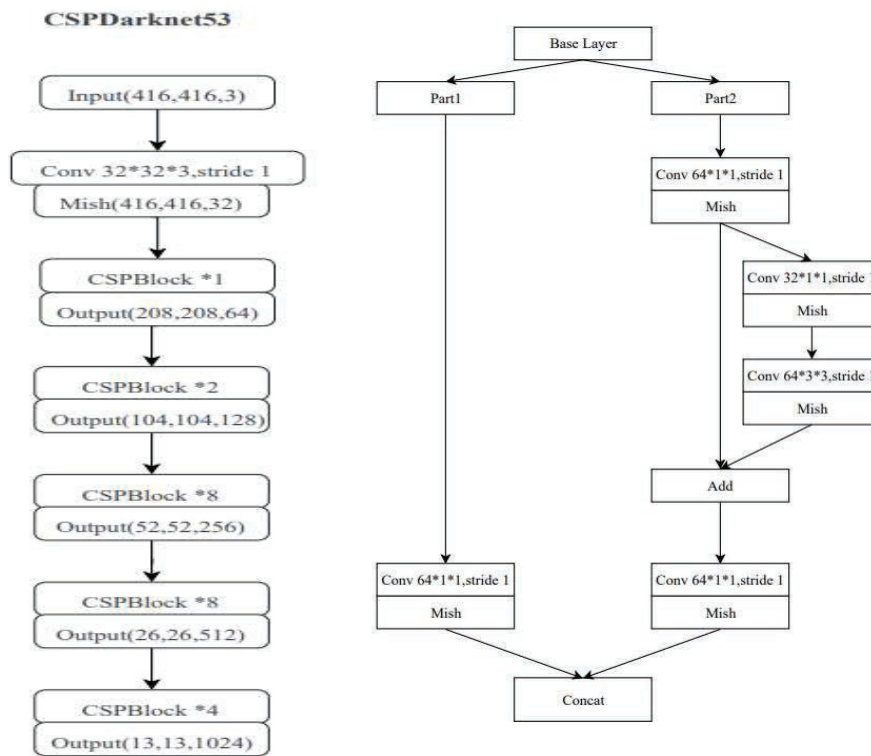 CSPDarknet53
Input(416,416,3)
Conv 32*32*3,stride 1
Mish(416,416,32)
CSPBlock *1
Output(208,208,64)
CSPBlock *2
Output(104,104,128)
CSPBlock *8
Output(52,52,256)
CSPBlock *8
Output(26,26,512)
CSPBlock *4
Output(13,13,1024)
Base Layer
Part1
Part2
Conv 64*1*1,stride 1
Mish
Conv 32*1*1,stride 1
Mish
Conv 64*3*3,stride 1
Mish
Add
Conv 64*1*1,stride 1
Mish
Conv 64*1*1,stride 1
Mish
Concat